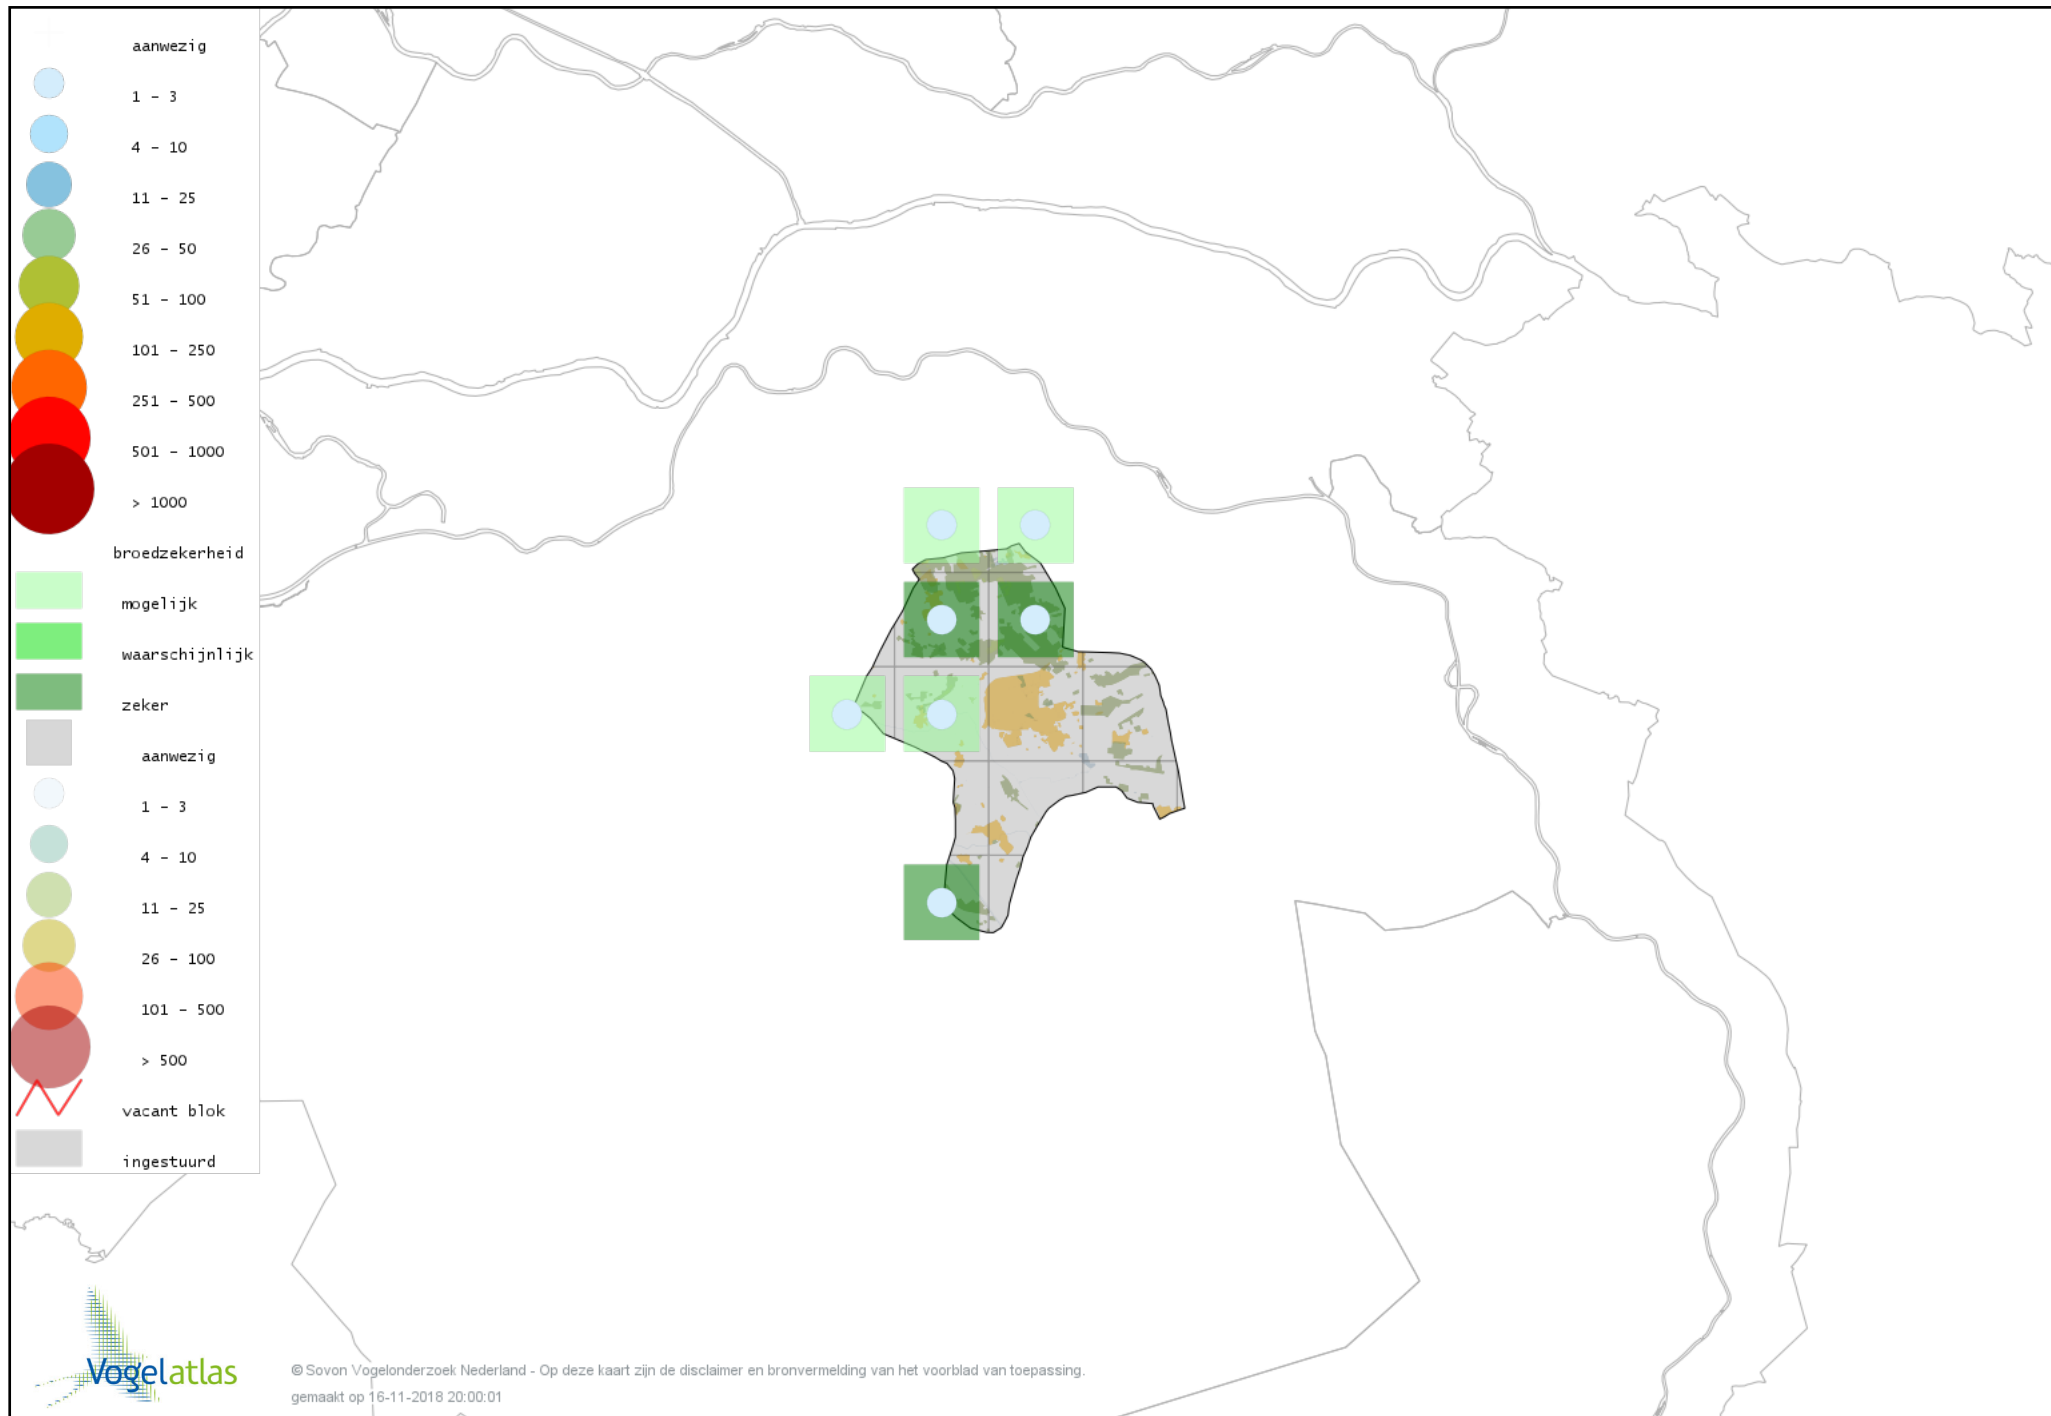 aanwezig
1 - 3
4 - 10
11 - 25
26 - 50
51 - 100
101 - 250
251 - 500
501 - 1000
> 1000
broedzekerheid
mogelijk
waarschijnlijk
zeker
aanwezig
1 - 3
4 - 10
11 - 25
26 - 100
101 - 500
> 500
vacant blok
ingestuurd
Vogelatlas
© Sovon Vogelonderzoek Nederland - Op deze kaart zijn de disclaimer en bronvermelding van het voorblad van toepassing.
gemaakt op 16-11-2018 20:00:01